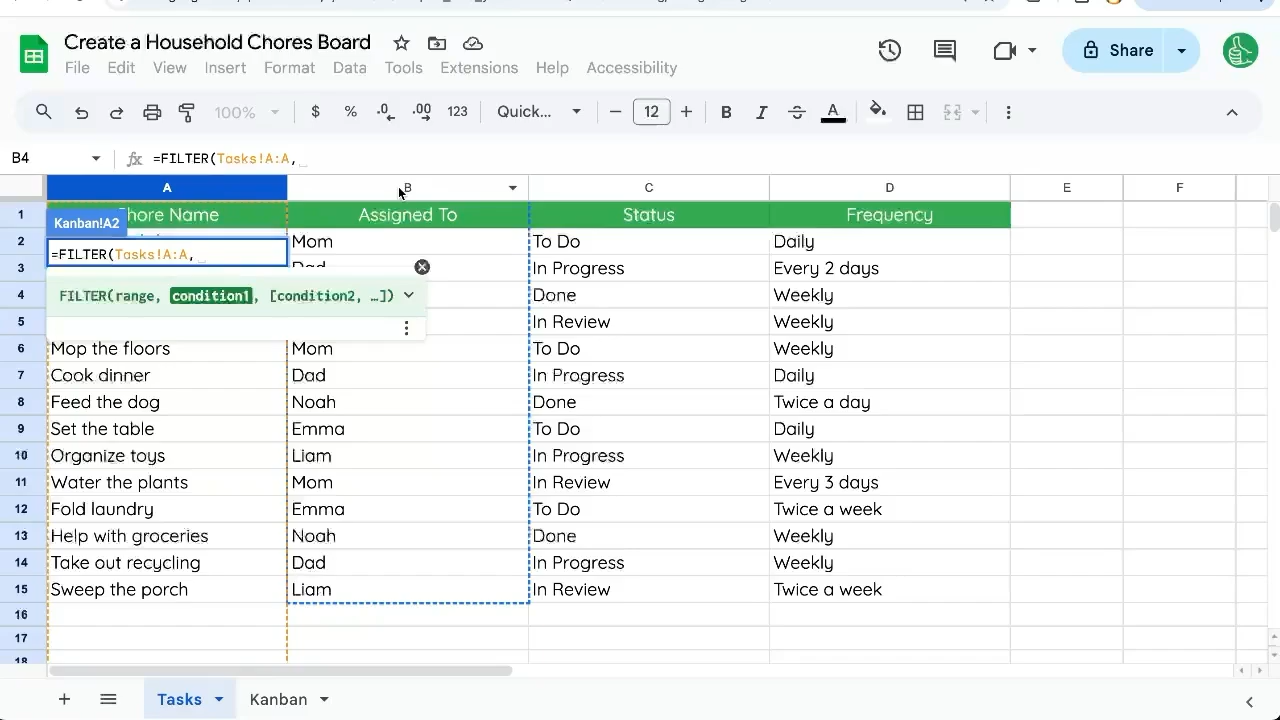 Create a Household Chores Board
File Edit View Insert Format Data Tools Extensions Help Accessibility
Share
100% $ % .0 .00 123 Quick... 12 B I A
B4 fx =FILTER(Tasks!A:A,
A B C D E F
1 Chore Name Assigned To Status Frequency
Kanban!A2
2 Mom To Do Daily
=FILTER(Tasks!A:A,
3 Dad In Progress Every 2 days
FILTER(range, condition1, [condition2, …])
4 Done Weekly
5 In Review Weekly
6 Mop the floors Mom To Do Weekly
7 Cook dinner Dad In Progress Daily
8 Feed the dog Noah Done Twice a day
9 Set the table Emma To Do Daily
10 Organize toys Liam In Progress Weekly
11 Water the plants Mom In Review Every 3 days
12 Fold laundry Emma To Do Twice a week
13 Help with groceries Noah Done Weekly
14 Take out recycling Dad In Progress Weekly
15 Sweep the porch Liam In Review Twice a week
16
17
18
Tasks Kanban